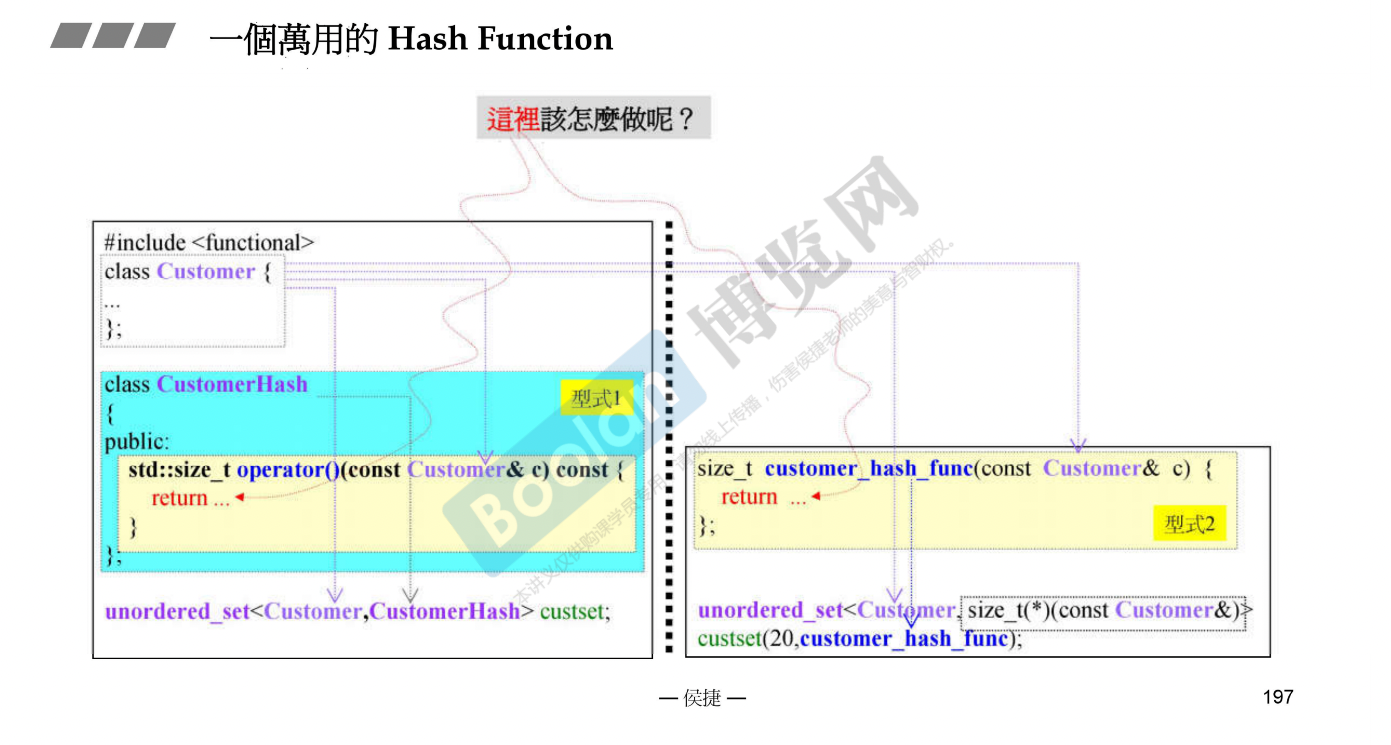 一個萬用的 Hash Function
這裡該怎麼做呢？
#include <functional>
class Customer {
...
};
class CustomerHash
型式1
{
public:
std::size_t operator()(const Customer& c) const {
return ...
}
};
unordered_set<Customer,CustomerHash> custset;
size_t customer_hash_func(const Customer& c) {
return ...
};
型式2
unordered_set<Customer, size_t(*)(const Customer&)>
custset(20,customer_hash_func);
Boolan 博览网
本讲义仅供购课学员专用，请勿线上传播，伤害侯捷老师的美意与智财权。
— 侯捷 —
197